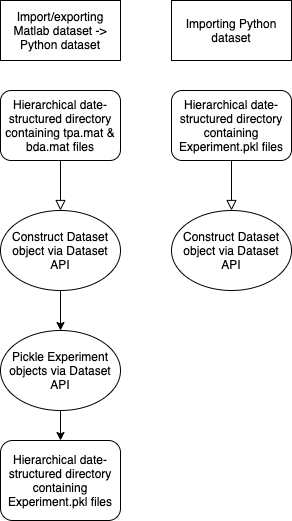 Import/exporting
Matlab dataset ->
Python dataset
Importing Python
dataset
Hierarchical date-
structured directory
containing tpa.mat &
bda.mat files
Hierarchical date-
structured directory
containing
Experiment.pkl files
Construct Dataset
object via Dataset
API
Construct Dataset
object via Dataset
API
Pickle Experiment
objects via Dataset
API
Hierarchical date-
structured directory
containing
Experiment.pkl files